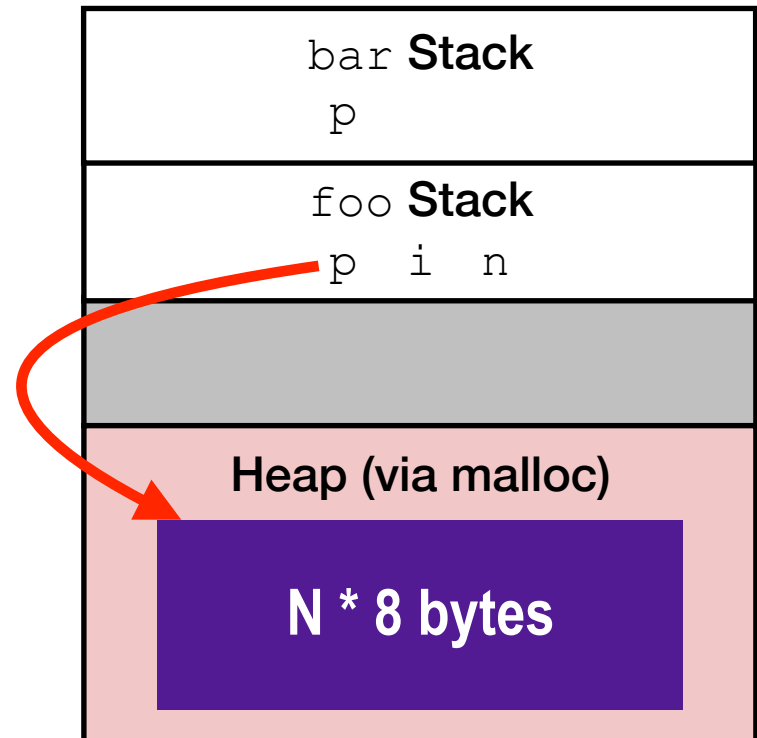 bar Stack
p
foo Stack
p i n
Heap (via malloc)
N * 8 bytes